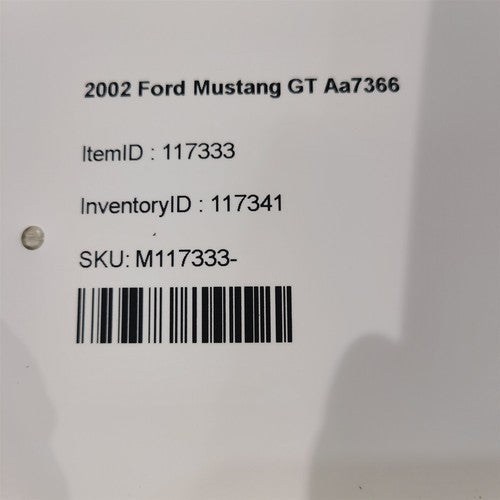 2002 Ford Mustang GT Aa7366
ItemID : 117333
InventoryID : 117341
SKU: M117333-